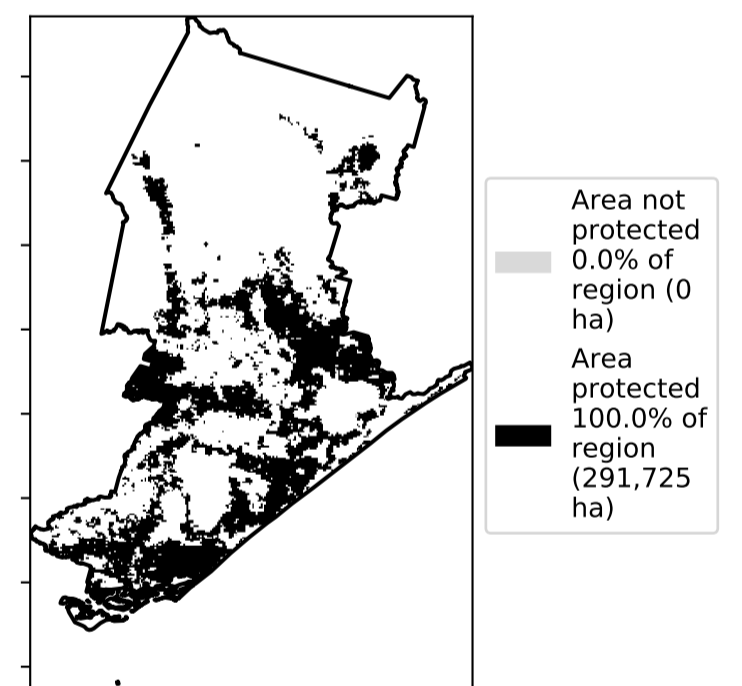 Area not
protected
0.0% of
region (0
ha)
Area
protected
100.0% of
region
(291,725
ha)